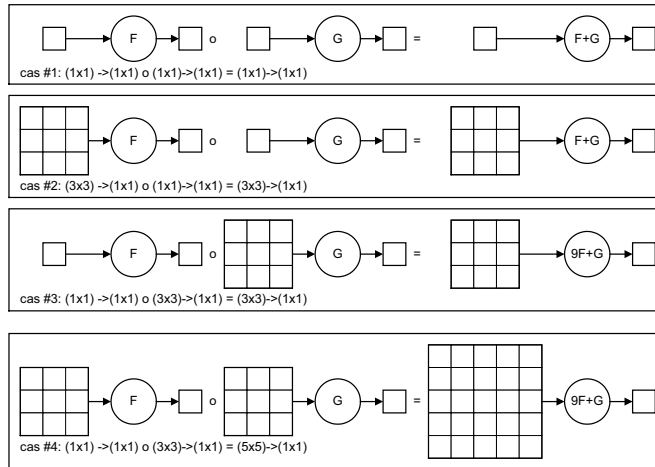 F o G = F+G
cas #1: (1x1) ->(1x1) o (1x1)->(1x1) = (1x1)->(1x1)
F o G = F+G
cas #2: (3x3) ->(1x1) o (1x1)->(1x1) = (3x3)->(1x1)
F o G = 9F+G
cas #3: (1x1) ->(1x1) o (3x3)->(1x1) = (3x3)->(1x1)
F o G = 9F+G
cas #4: (1x1) ->(1x1) o (3x3)->(1x1) = (5x5)->(1x1)